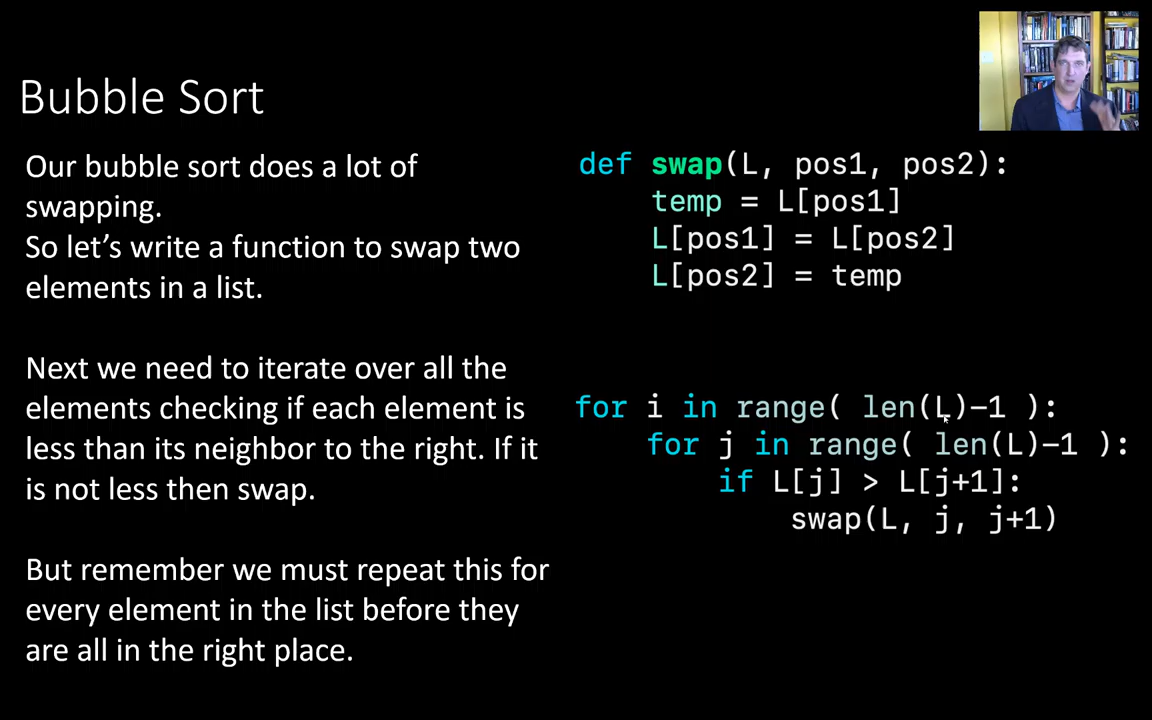 Bubble Sort
Our bubble sort does a lot of
swapping.
So let’s write a function to swap two
elements in a list.
Next we need to iterate over all the
elements checking if each element is
less than its neighbor to the right. If it
is not less then swap.
But remember we must repeat this for
every element in the list before they
are all in the right place.
def swap(L, pos1, pos2):
    temp = L[pos1]
    L[pos1] = L[pos2]
    L[pos2] = temp
for i in range( len(L)-1 ):
    for j in range( len(L)-1 ):
        if L[j] > L[j+1]:
            swap(L, j, j+1)